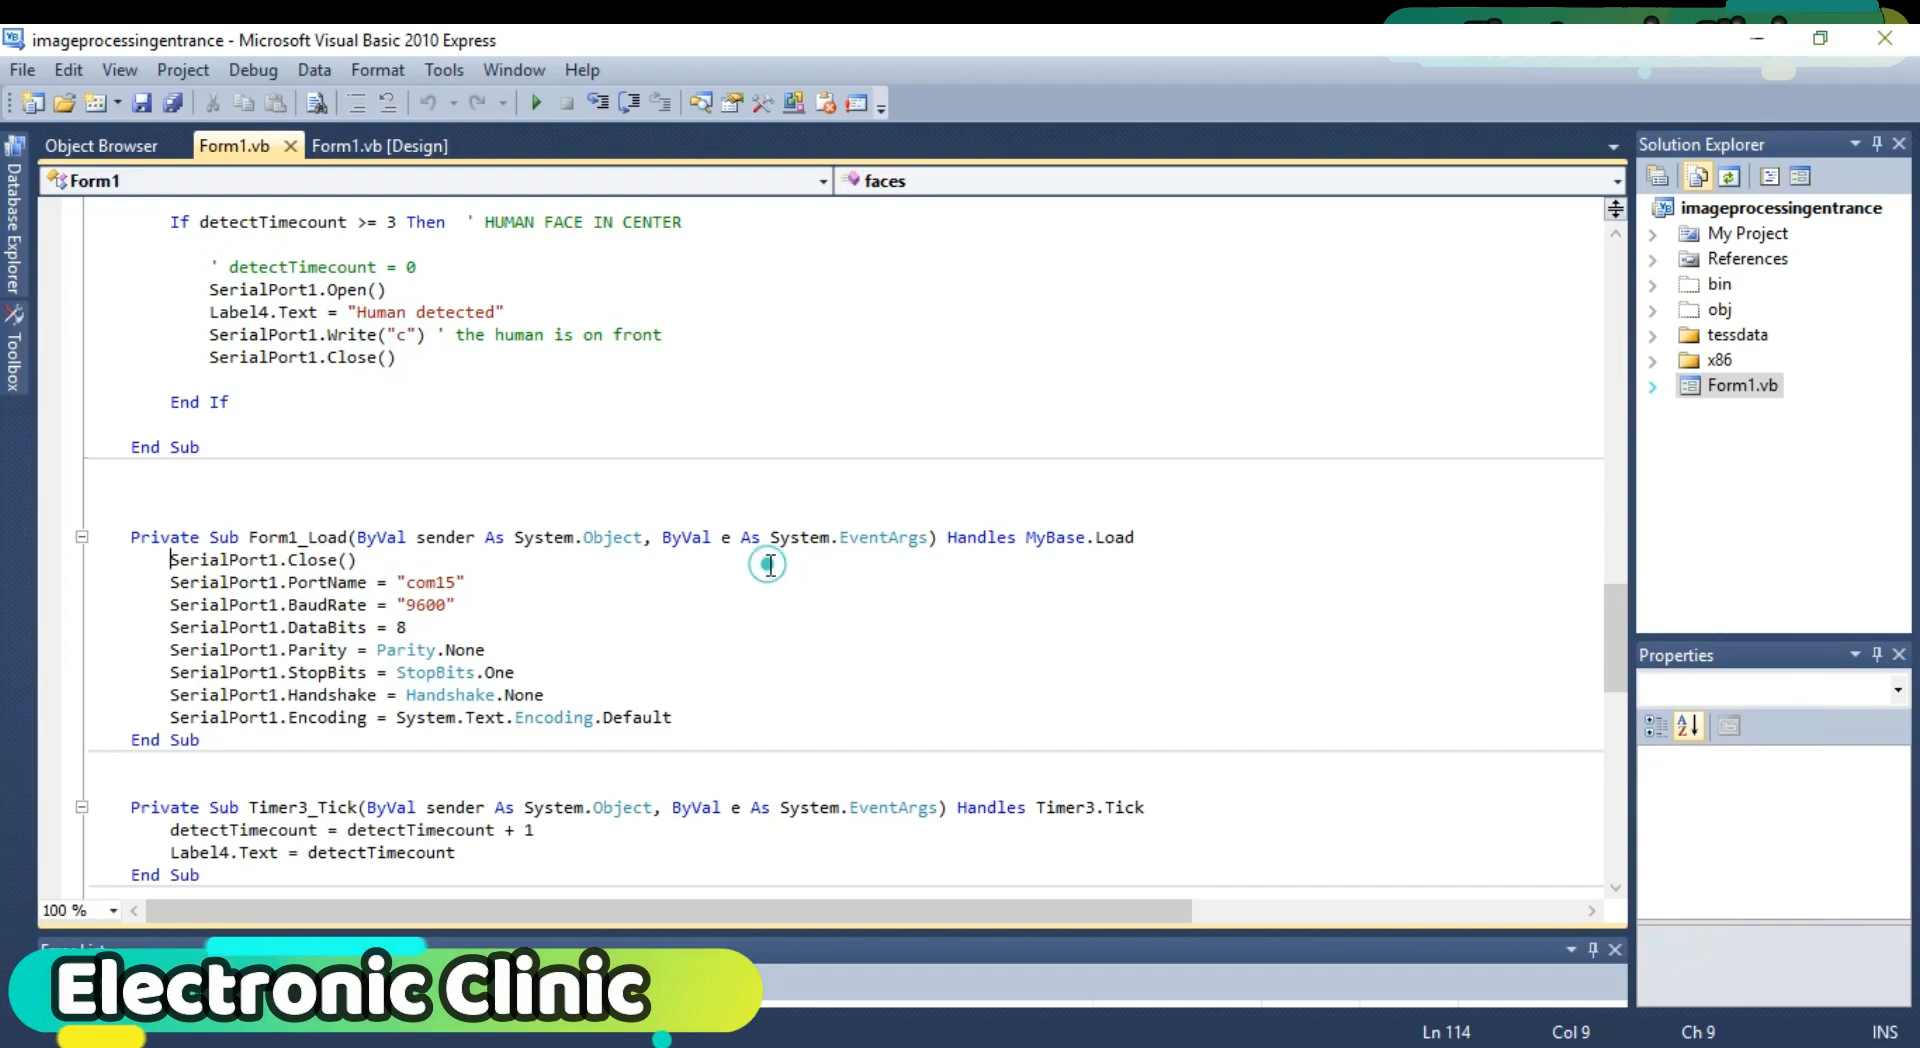 imageprocessingentrance - Microsoft Visual Basic 2010 Express
File Edit View Project Debug Data Format Tools Window Help
Object Browser Form1.vb Form1.vb [Design]
Form1 faces
Database Explorer
Toolbox
If detectTimecount >= 3 Then ' HUMAN FACE IN CENTER
' detectTimecount = 0
SerialPort1.Open()
Label4.Text = "Human detected"
SerialPort1.Write("c") ' the human is on front
SerialPort1.Close()
End If
End Sub
Private Sub Form1_Load(ByVal sender As System.Object, ByVal e As System.EventArgs) Handles MyBase.Load
SerialPort1.Close()
SerialPort1.PortName = "com15"
SerialPort1.BaudRate = "9600"
SerialPort1.DataBits = 8
SerialPort1.Parity = Parity.None
SerialPort1.StopBits = StopBits.One
SerialPort1.Handshake = Handshake.None
SerialPort1.Encoding = System.Text.Encoding.Default
End Sub
Private Sub Timer3_Tick(ByVal sender As System.Object, ByVal e As System.EventArgs) Handles Timer3.Tick
detectTimecount = detectTimecount + 1
Label4.Text = detectTimecount
End Sub
100 %
Solution Explorer
imageprocessingentrance
My Project
References
bin
obj
tessdata
x86
Form1.vb
Properties
Electronic Clinic
Ln 114 Col 9 Ch 9 INS